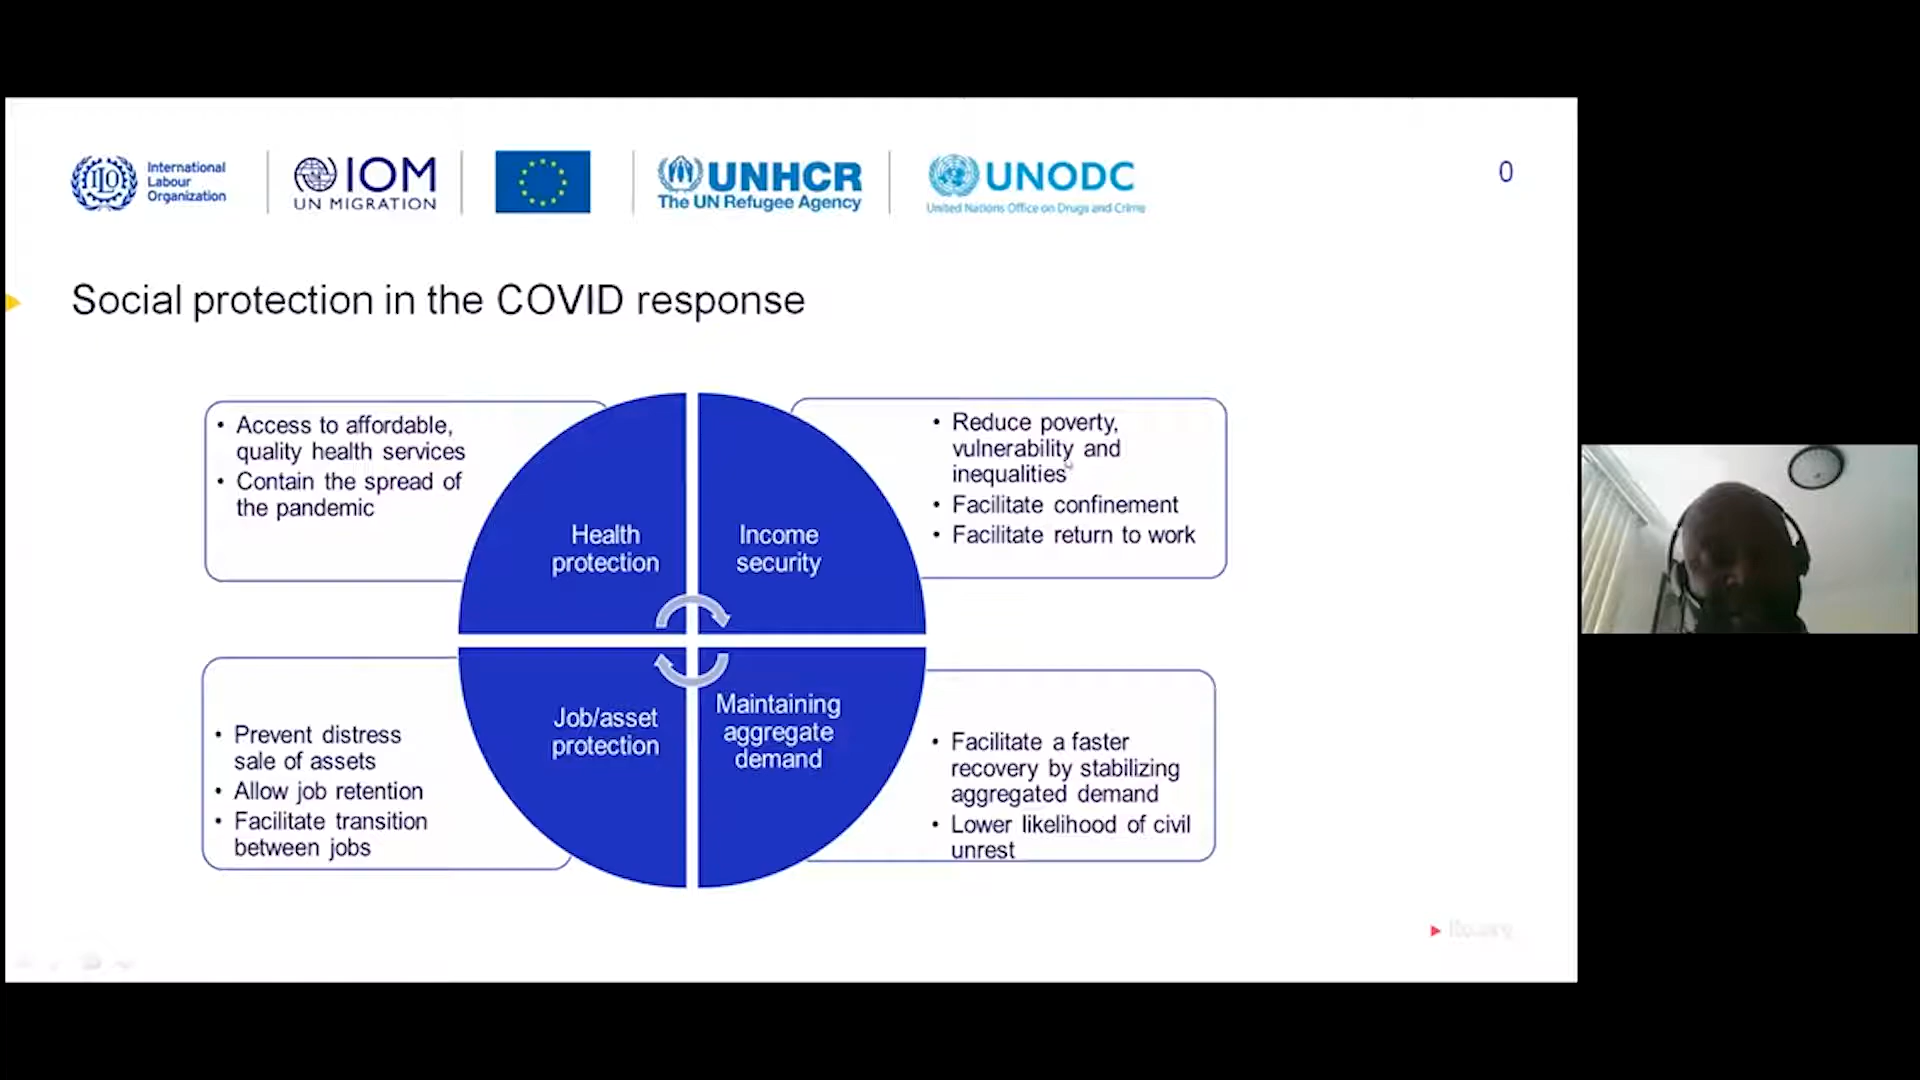 International
Labour
Organization
ILO
IOM
UN MIGRATION
UNHCR
The UN Refugee Agency
UNODC
United Nations Office on Drugs and Crime
0
Social protection in the COVID response
• Access to affordable,
quality health services
• Contain the spread of
the pandemic
Health
protection
Income
security
• Reduce poverty,
vulnerability and
inequalities
• Facilitate confinement
• Facilitate return to work
• Prevent distress
sale of assets
• Allow job retention
• Facilitate transition
between jobs
Job/asset
protection
Maintaining
aggregate
demand
• Facilitate a faster
recovery by stabilizing
aggregated demand
• Lower likelihood of civil
unrest